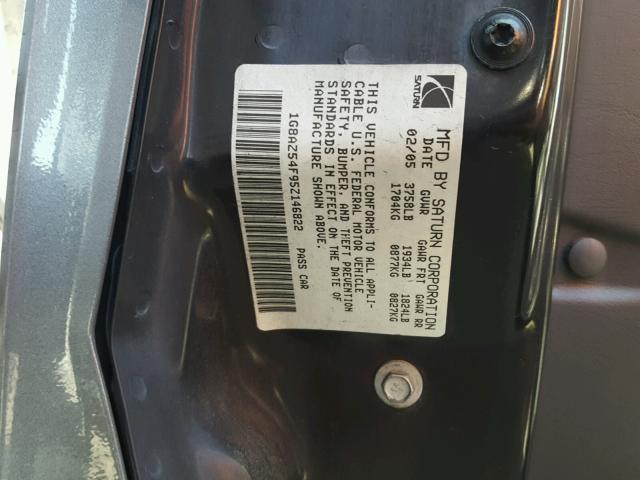 SATURN
MFD BY SATURN CORPORATION
DATE GVWR GAWR FRT GAWR RR
02/05 3758LB 1934LB 1824LB
1704KG 0877KG 0827KG
THIS VEHICLE CONFORMS TO ALL APPLI-
CABLE U.S. FEDERAL MOTOR VEHICLE
SAFETY, BUMPER, AND THEFT PREVENTION
STANDARDS IN EFFECT ON THE DATE OF
MANUFACTURE SHOWN ABOVE.
1G8AZ54F95Z146822 PASS CAR